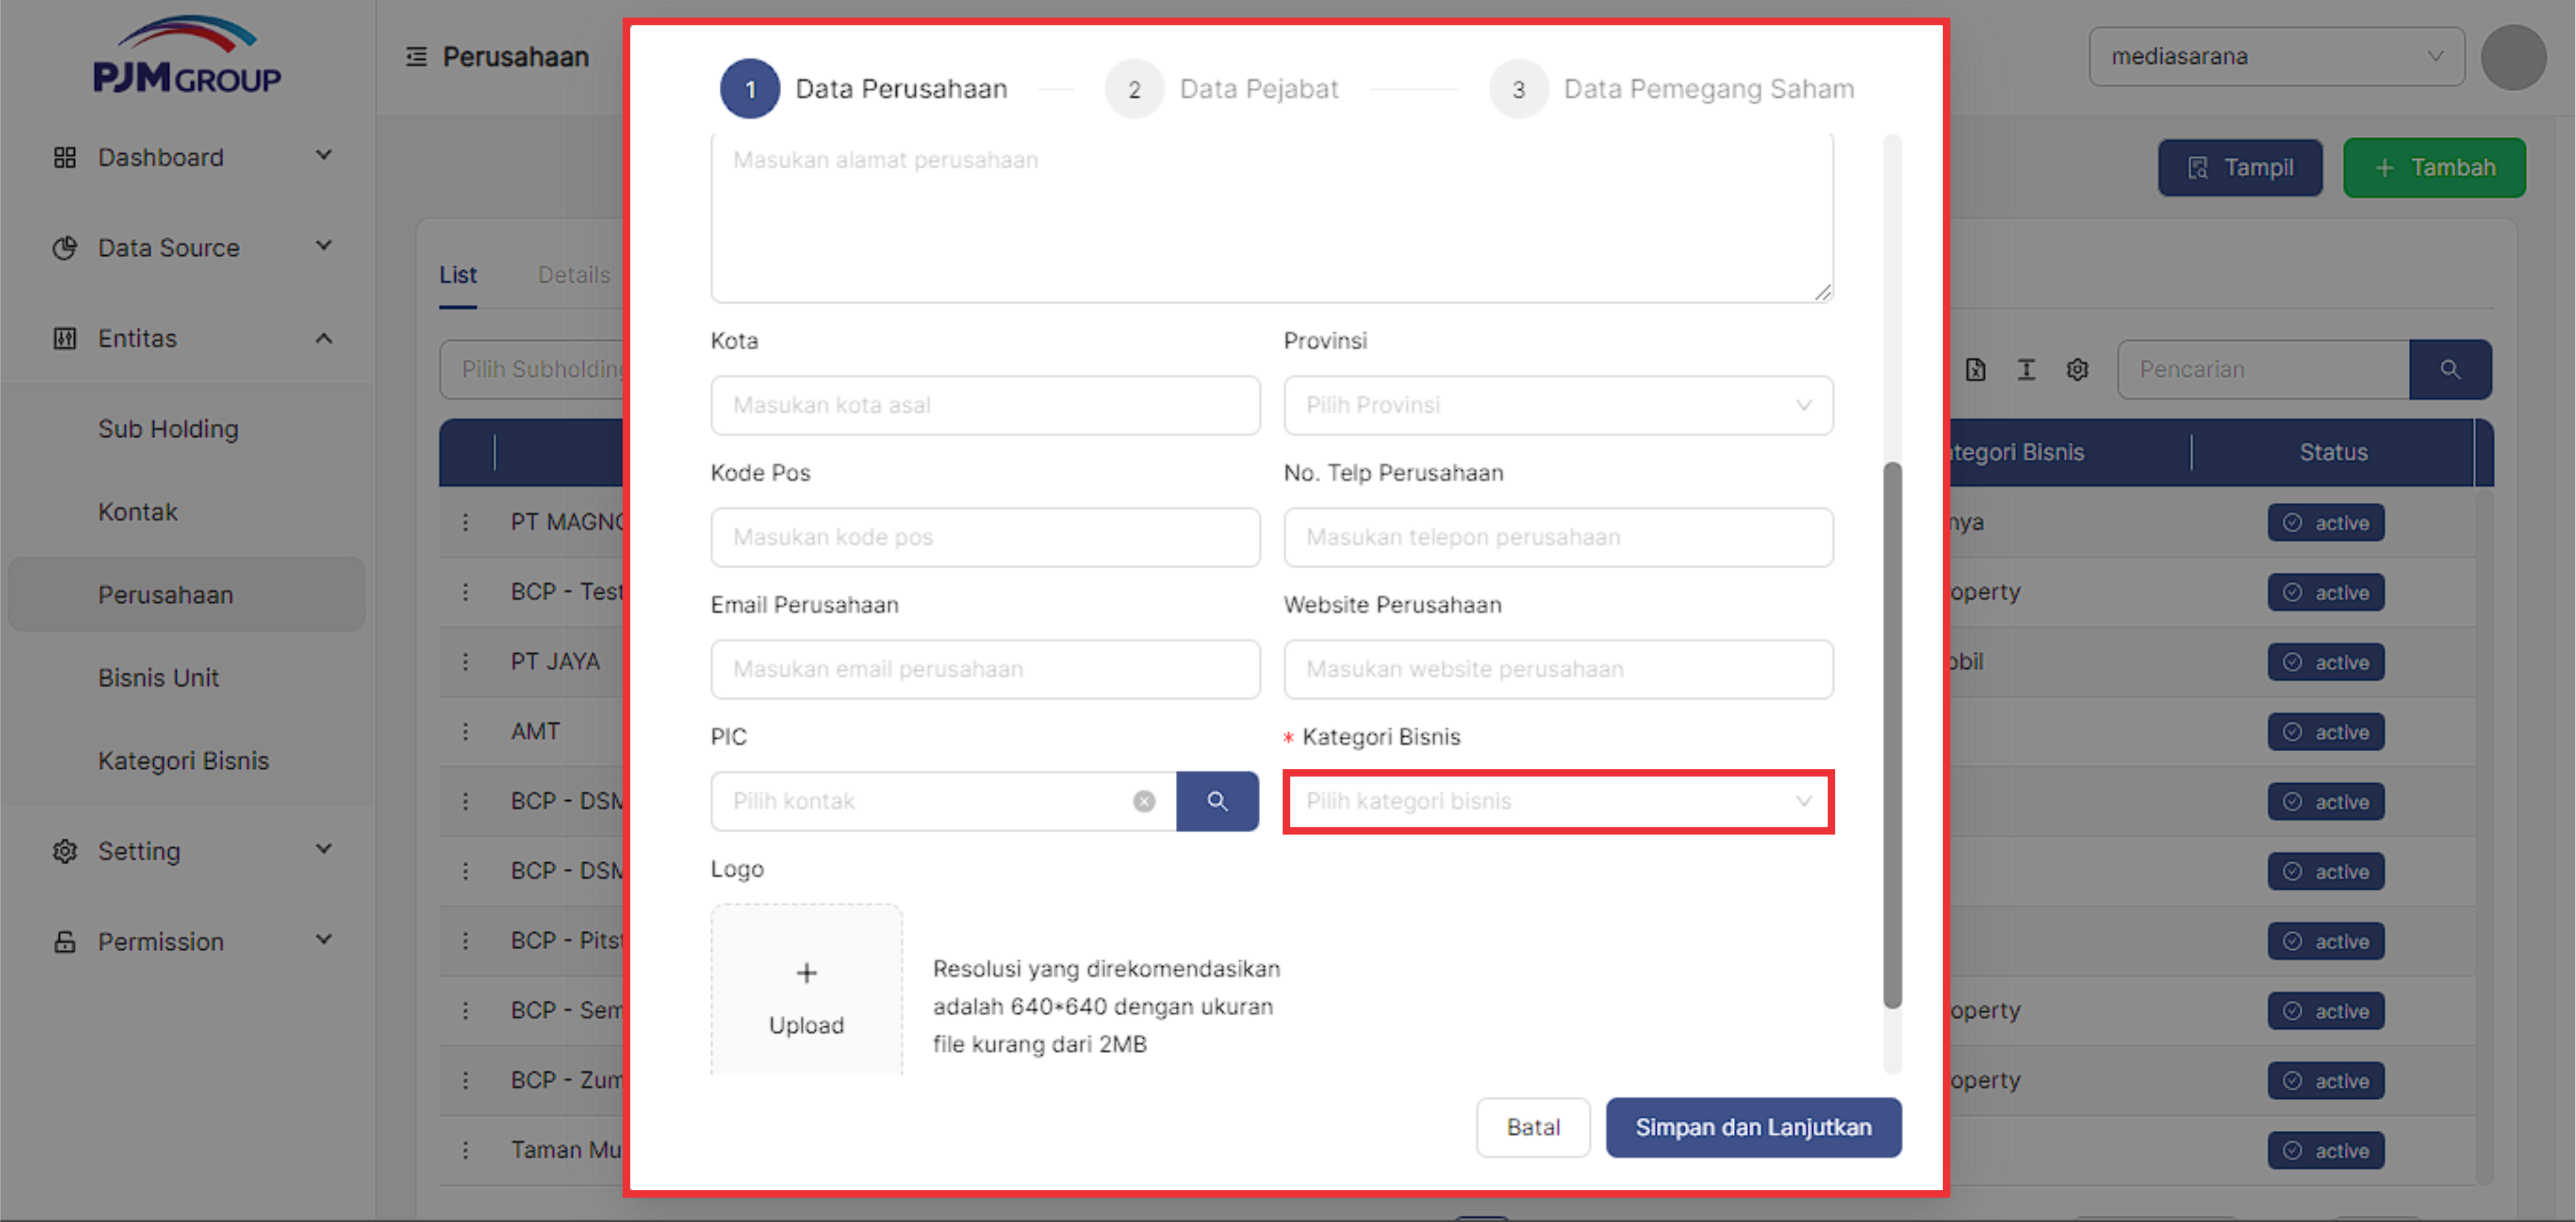 PJM GROUP
Perusahaan
mediasarana
Dashboard
Data Source
Entitas
Sub Holding
Kontak
Perusahaan
Bisnis Unit
Kategori Bisnis
Setting
Permission
Tampil
+ Tambah
List
Details
Pilih Subholding
Pencarian
tegori Bisnis
Status
PT MAGNO
nya
active
BCP - Test
operty
active
PT JAYA
obil
active
AMT
active
BCP - DSM
active
BCP - DSM
active
BCP - Pitst
active
BCP - Sem
operty
active
BCP - Zum
operty
active
Taman Mu
active
1 Data Perusahaan
2 Data Pejabat
3 Data Pemegang Saham
Masukan alamat perusahaan
Kota
Provinsi
Masukan kota asal
Pilih Provinsi
Kode Pos
No. Telp Perusahaan
Masukan kode pos
Masukan telepon perusahaan
Email Perusahaan
Website Perusahaan
Masukan email perusahaan
Masukan website perusahaan
PIC
* Kategori Bisnis
Pilih kontak
Pilih kategori bisnis
Logo
+
Upload
Resolusi yang direkomendasikan
adalah 640*640 dengan ukuran
file kurang dari 2MB
Batal
Simpan dan Lanjutkan